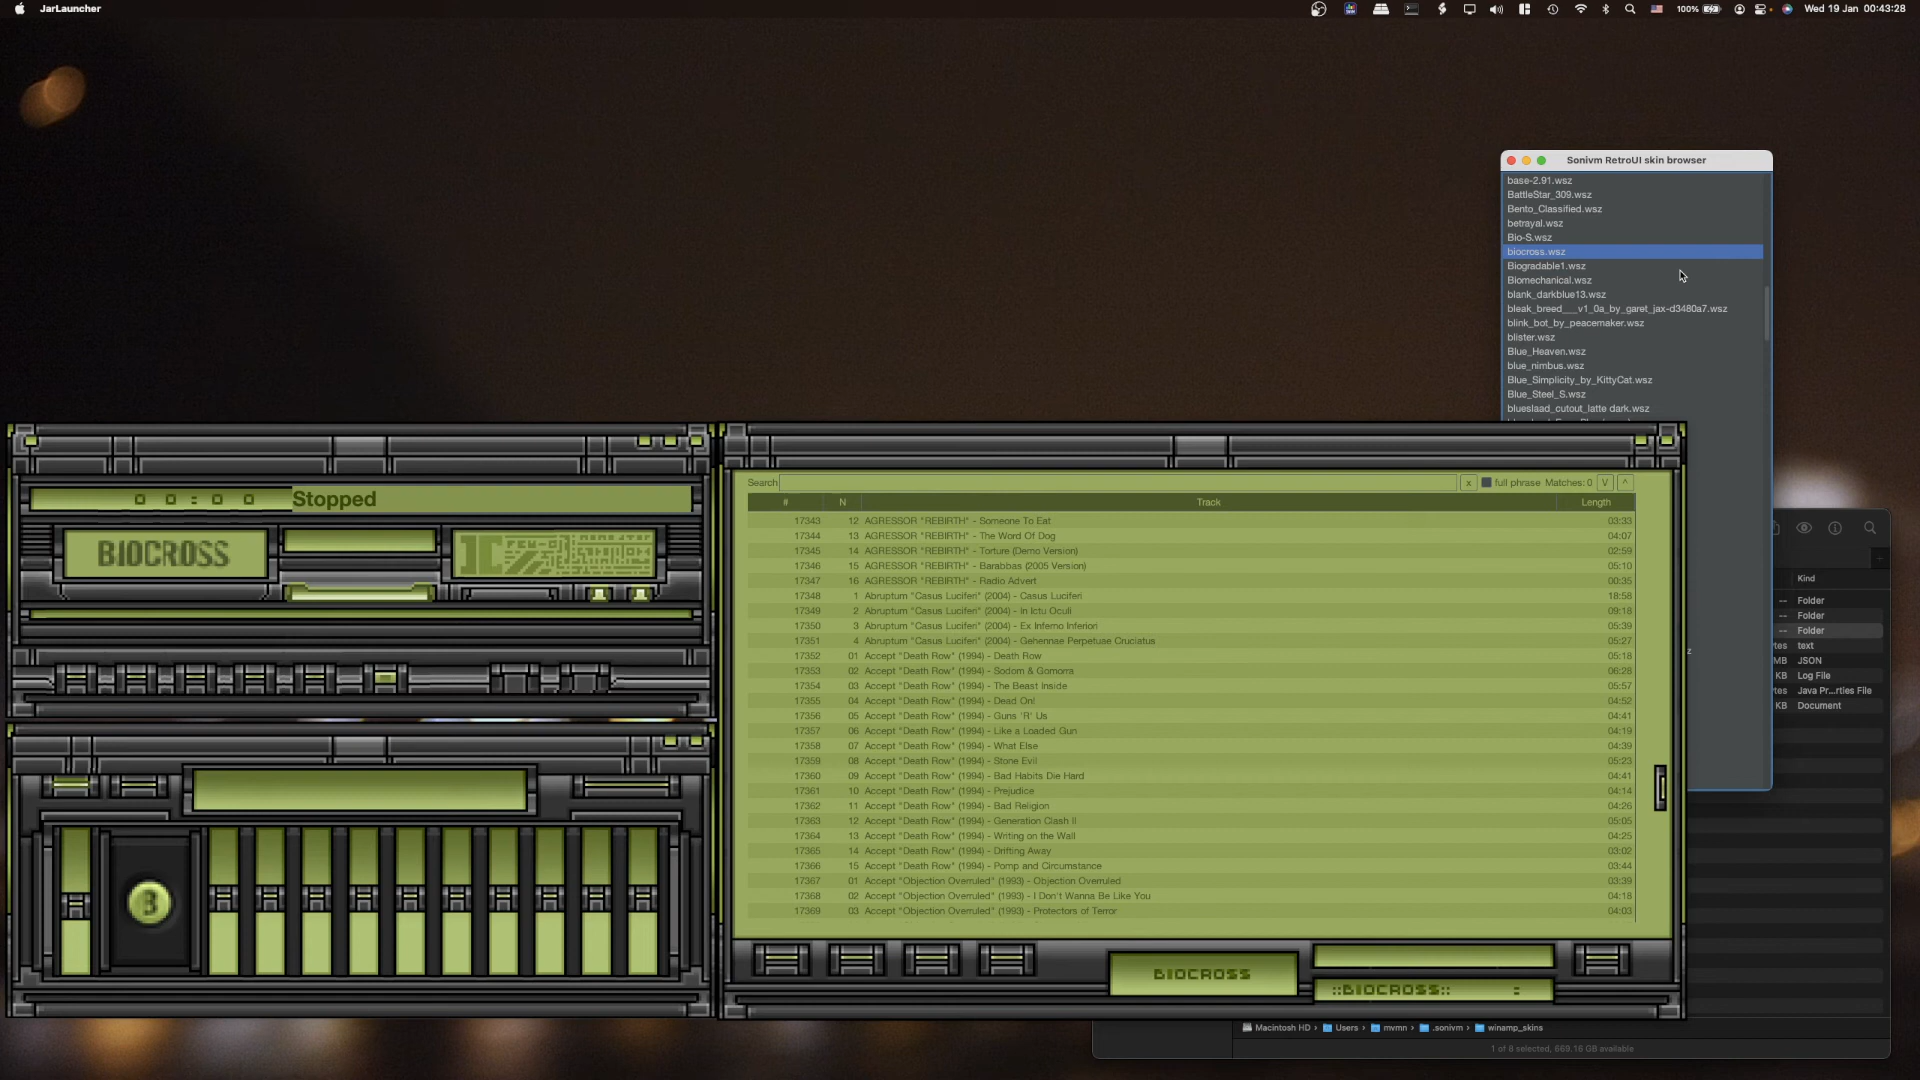 JarLauncher
100%
Wed 19 Jan 00:43:28
Sonivm RetroUI skin browser
base-2.91.wsz
BattleStar_309.wsz
Bento_Classified.wsz
betrayal.wsz
Bio-S.wsz
biocross.wsz
Biogradable1.wsz
Biomechanical.wsz
blank_darkblue13.wsz
bleak_breed___v1_0a_by_garet_jax-d3480a7.wsz
blink_bot_by_peacemaker.wsz
blister.wsz
Blue_Heaven.wsz
blue_nimbus.wsz
Blue_Simplicity_by_KittyCat.wsz
Blue_Steel_S.wsz
blueslaad_cutout_latte dark.wsz
00:00 Stopped
BIOCROSS
3
Search x full phrase Matches: 0 V ^
# N Track Length
17343 12 AGRESSOR "REBIRTH" - Someone To Eat 03:33
17344 13 AGRESSOR "REBIRTH" - The Word Of Dog 04:07
17345 14 AGRESSOR "REBIRTH" - Torture (Demo Version) 02:59
17346 15 AGRESSOR "REBIRTH" - Barabbas (2005 Version) 05:10
17347 16 AGRESSOR "REBIRTH" - Radio Advert 00:35
17348 1 Abruptum "Casus Luciferi" (2004) - Casus Luciferi 18:58
17349 2 Abruptum "Casus Luciferi" (2004) - In Ictu Oculi 09:18
17350 3 Abruptum "Casus Luciferi" (2004) - Ex Inferno Inferiori 05:39
17351 4 Abruptum "Casus Luciferi" (2004) - Gehennae Perpetuae Cruciatus 05:27
17352 01 Accept "Death Row" (1994) - Death Row 05:18
17353 02 Accept "Death Row" (1994) - Sodom & Gomorra 06:28
17354 03 Accept "Death Row" (1994) - The Beast Inside 05:57
17355 04 Accept "Death Row" (1994) - Dead On! 04:52
17356 05 Accept "Death Row" (1994) - Guns 'R' Us 04:41
17357 06 Accept "Death Row" (1994) - Like a Loaded Gun 04:19
17358 07 Accept "Death Row" (1994) - What Else 04:39
17359 08 Accept "Death Row" (1994) - Stone Evil 05:23
17360 09 Accept "Death Row" (1994) - Bad Habits Die Hard 04:41
17361 10 Accept "Death Row" (1994) - Prejudice 04:14
17362 11 Accept "Death Row" (1994) - Bad Religion 04:26
17363 12 Accept "Death Row" (1994) - Generation Clash II 05:05
17364 13 Accept "Death Row" (1994) - Writing on the Wall 04:25
17365 14 Accept "Death Row" (1994) - Drifting Away 03:02
17366 15 Accept "Death Row" (1994) - Pomp and Circumstance 03:44
17367 01 Accept "Objection Overruled" (1993) - Objection Overruled 03:39
17368 02 Accept "Objection Overruled" (1993) - I Don't Wanna Be Like You 04:18
17369 03 Accept "Objection Overruled" (1993) - Protectors of Terror 04:03
BIOCROSS
::BIOCROSS:: :
Kind
-- Folder
-- Folder
-- Folder
text
MB JSON
KB Log File
Java Pr...rties File
KB Document
Macintosh HD › Users › mvmn › .sonivm › winamp_skins
1 of 8 selected, 669.16 GB available